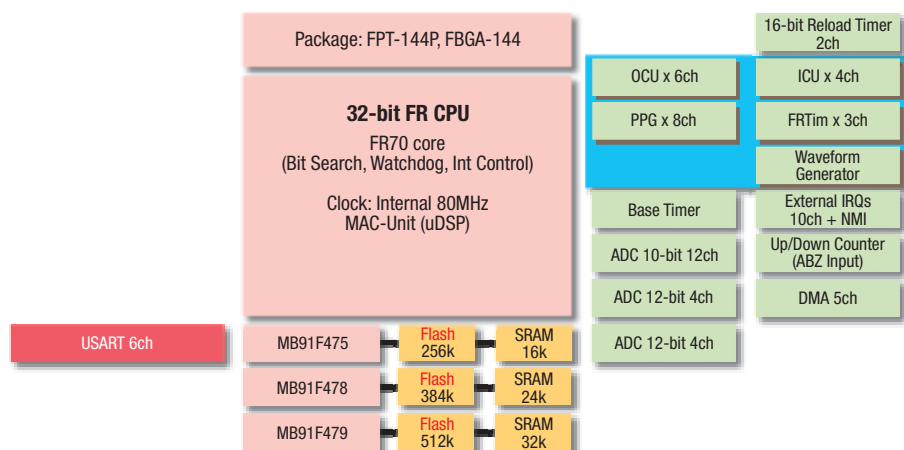 Package: FPT-144P, FBGA-144
32-bit FR CPU
FR70 core
(Bit Search, Watchdog, Int Control)
Clock: Internal 80MHz
MAC-Unit (uDSP)
16-bit Reload Timer
2ch
OCU x 6ch
ICU x 4ch
PPG x 8ch
FRTim x 3ch
Waveform
Generator
Base Timer
External IRQs
10ch + NMI
ADC 10-bit 12ch
Up/Down Counter
(ABZ Input)
ADC 12-bit 4ch
DMA 5ch
USART 6ch
MB91F475
Flash
256k
SRAM
16k
ADC 12-bit 4ch
MB91F478
Flash
384k
SRAM
24k
MB91F479
Flash
512k
SRAM
32k